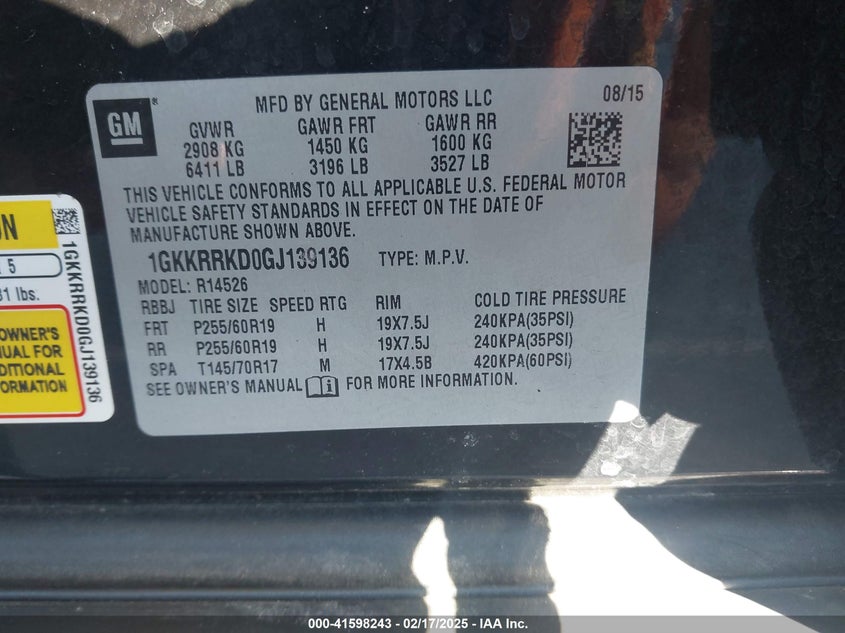 MFD BY GENERAL MOTORS LLC
08/15
GM®
GVWR GAWR FRT GAWR RR
2908 KG 1450 KG 1600 KG
6411 LB 3196 LB 3527 LB
THIS VEHICLE CONFORMS TO ALL APPLICABLE U.S. FEDERAL MOTOR
VEHICLE SAFETY STANDARDS IN EFFECT ON THE DATE OF
MANUFACTURE SHOWN ABOVE.
1GKKRRKD0GJ139136 TYPE: M.P.V.
MODEL: R14526
RBBJ TIRE SIZE SPEED RTG RIM COLD TIRE PRESSURE
FRT P255/60R19 H 19X7.5J 240KPA(35PSI)
RR P255/60R19 H 19X7.5J 240KPA(35PSI)
SPA T145/70R17 M 17X4.5B 420KPA(60PSI)
SEE OWNER'S MANUAL FOR MORE INFORMATION.
5
lbs.
OWNER'S
FOR
1GKKRRKD0GJ139136
000-41598243 - 02/17/2025 - IAA Inc.